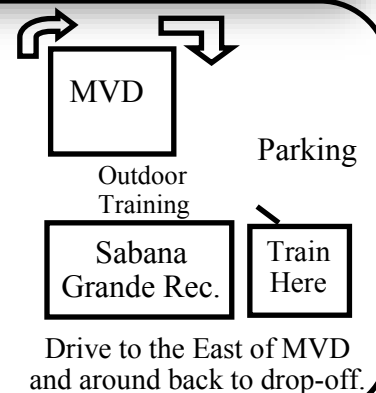 MVD
Parking
Outdoor
Training
Sabana
Grande Rec.
Train
Here
Drive to the East of MVD
and around back to drop-off.